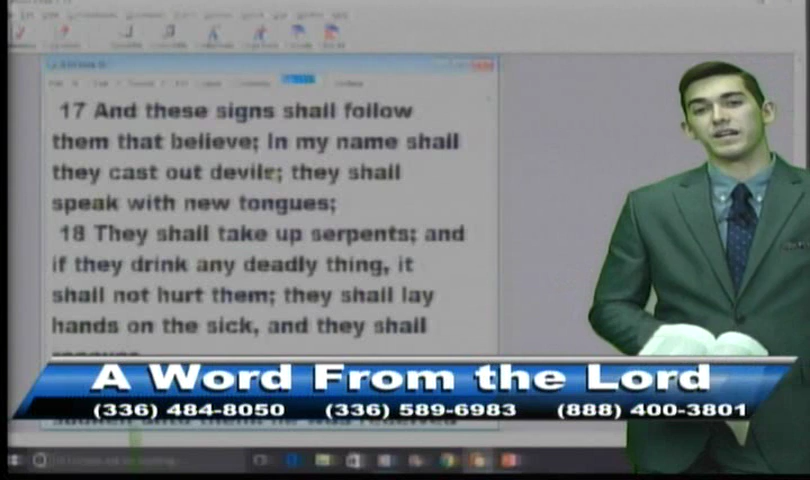 17 And these signs shall follow
them that believe; In my name shall
they cast out devils; they shall
speak with new tongues;
18 They shall take up serpents; and
if they drink any deadly thing, it
shall not hurt them; they shall lay
hands on the sick, and they shall
A Word From the Lord
(336) 484-8050 (336) 589-6983 (888) 400-3801